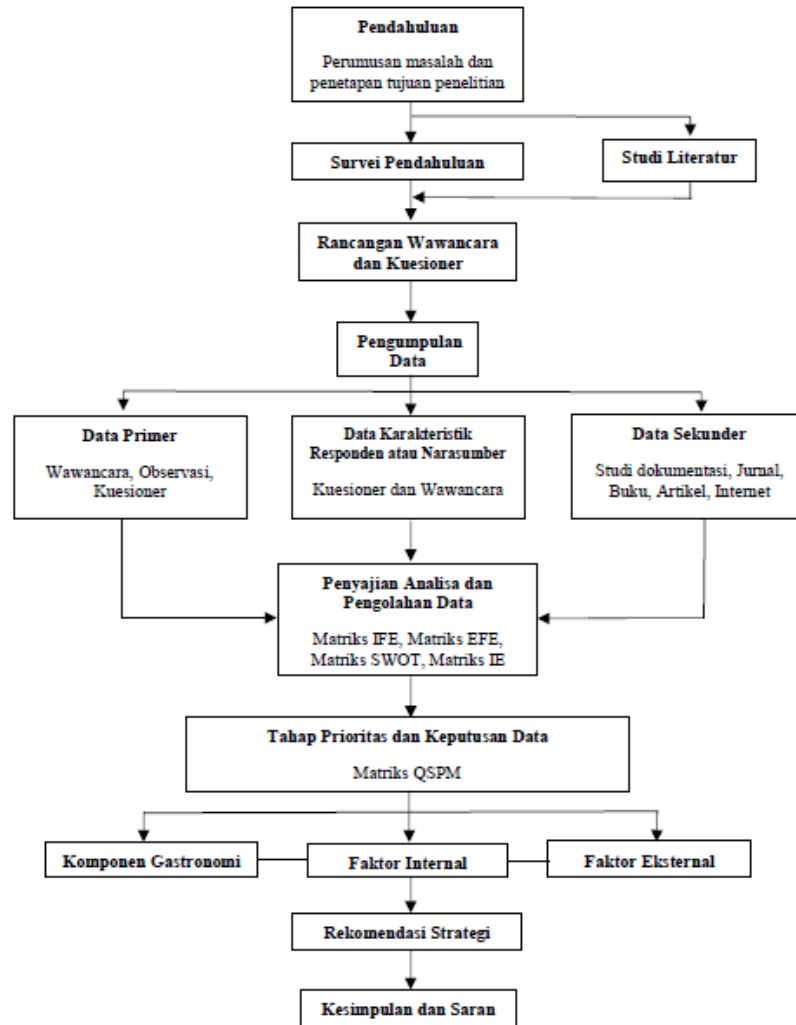 Pendahuluan
Perumusan masalah dan
penetapan tujuan penelitian
Survei Pendahuluan
Studi Literatur
Rancangan Wawancara
dan Kuesioner
Pengumpulan
Data
Data Primer
Wawancara, Observasi,
Kuesioner
Data Karakteristik
Responden atau Narasumber
Kuesioner dan Wawancara
Data Sekunder
Studi dokumentasi, Jurnal,
Buku, Artikel, Internet
Penyajian Analisa dan
Pengolahan Data
Matriks IFE, Matriks EFE,
Matriks SWOT, Matriks IE
Tahap Prioritas dan Keputusan Data
Matriks QSPM
Komponen Gastronomi
Faktor Internal
Faktor Eksternal
Rekomendasi Strategi
Kesimpulan dan Saran